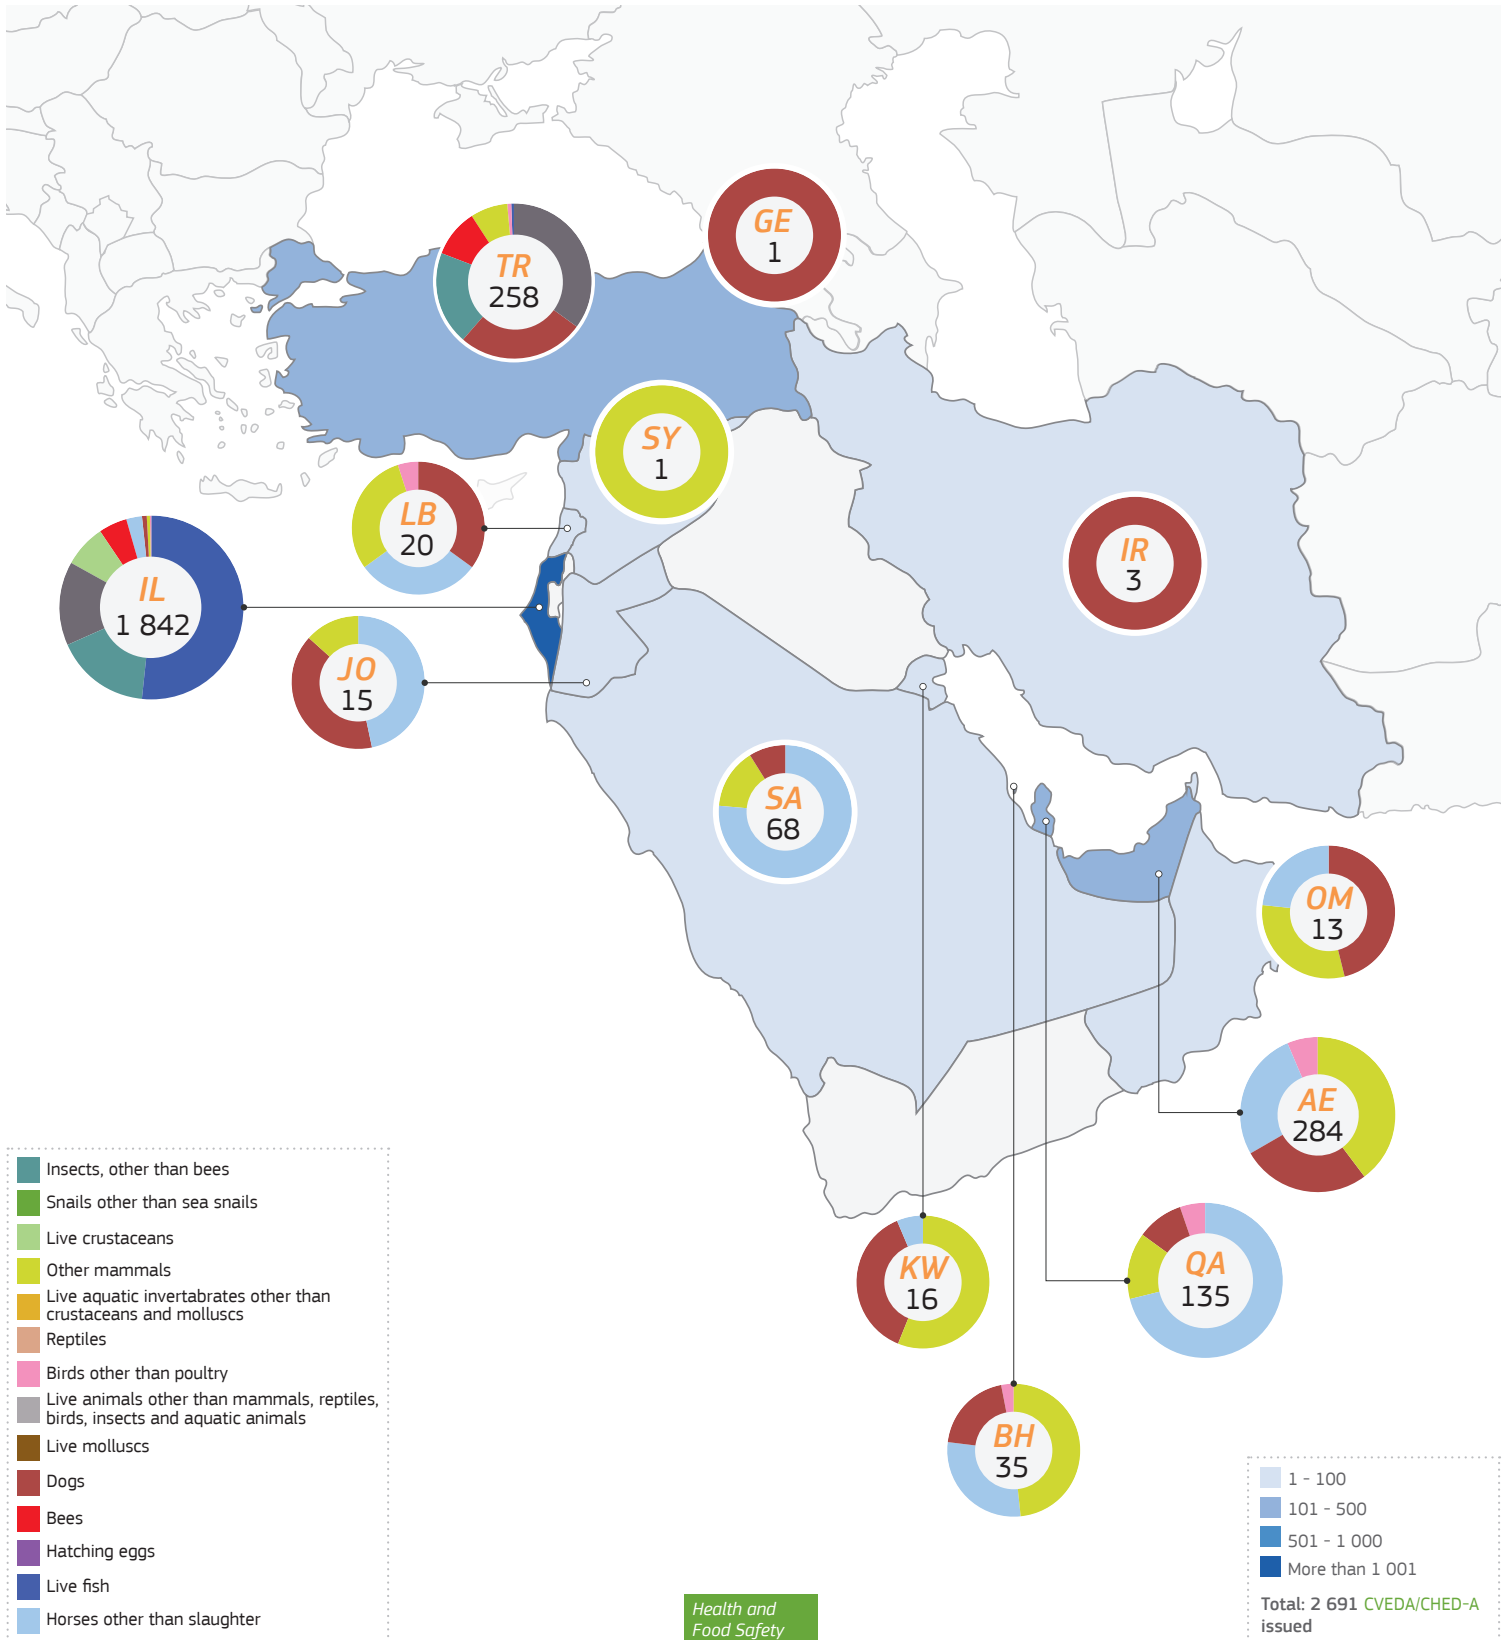 GE
1
TR
258
SY
1
LB
20
IR
3
IL
1 842
JO
15
SA
68
OM
13
AE
284
KW
16
QA
135
BH
35
Insects, other than bees
Snails other than sea snails
Live crustaceans
Other mammals
Live aquatic invertabrates other than
crustaceans and molluscs
Reptiles
Birds other than poultry
Live animals other than mammals, reptiles,
birds, insects and aquatic animals
Live molluscs
Dogs
Bees
Hatching eggs
Live fish
Horses other than slaughter
Health and
Food Safety
1 - 100
101 - 500
501 - 1 000
More than 1 001
Total: 2 691 CVEDA/CHED-A
issued